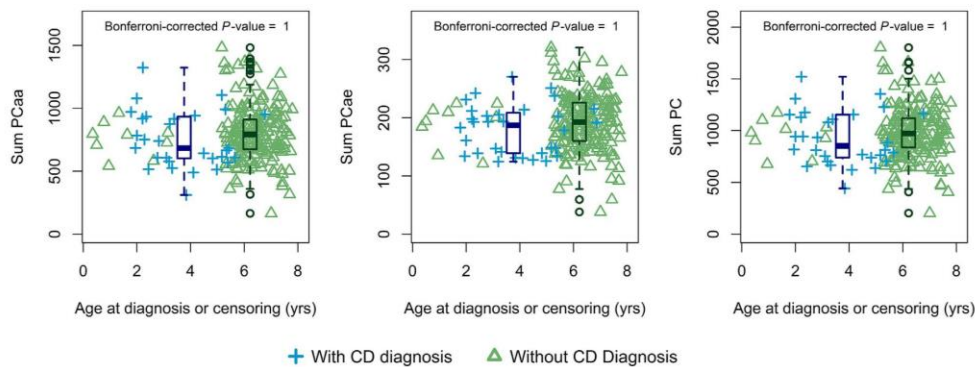 Bonferroni-corrected P-value = 1
Sum PCaa
1500
1000
500
0
0 2 4 6 8
Age at diagnosis or censoring (yrs)
Bonferroni-corrected P-value = 1
Sum PCae
300
200
100
0
0 2 4 6 8
Age at diagnosis or censoring (yrs)
Bonferroni-corrected P-value = 1
Sum PC
2000
1500
1000
500
0
0 2 4 6 8
Age at diagnosis or censoring (yrs)
With CD diagnosis
Without CD Diagnosis